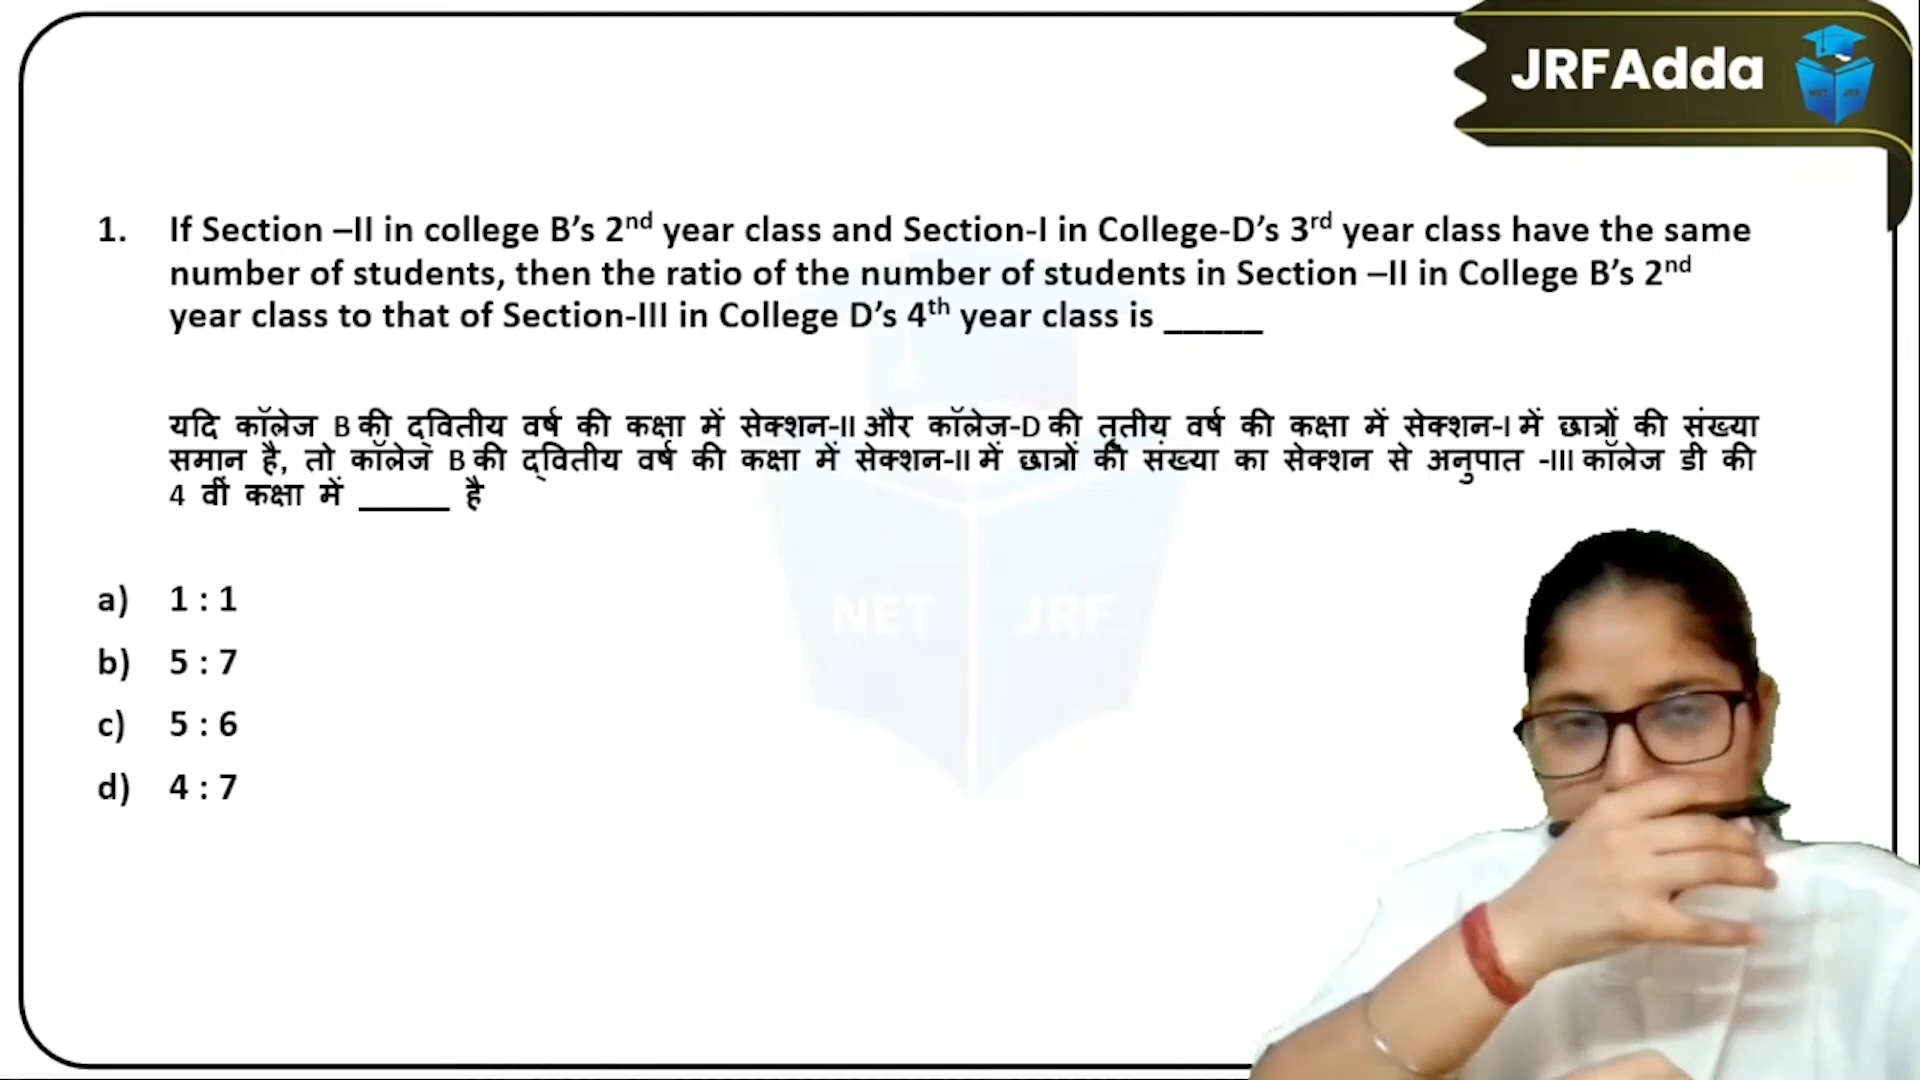 JRFAdda
1. If Section –II in college B’s 2nd year class and Section-I in College-D’s 3rd year class have the same
number of students, then the ratio of the number of students in Section –II in College B’s 2nd
year class to that of Section-III in College D’s 4th year class is _____
यदि कॉलेज B की द्वितीय वर्ष की कक्षा में सेक्शन-II और कॉलेज-D की तृतीय वर्ष की कक्षा में सेक्शन-I में छात्रों की संख्या
समान है, तो कॉलेज B की द्वितीय वर्ष की कक्षा में सेक्शन-II में छात्रों की संख्या का सेक्शन से अनुपात -III कॉलेज डी की
4 वीं कक्षा में _____ है
NET JRF
a) 1 : 1
b) 5 : 7
c) 5 : 6
d) 4 : 7